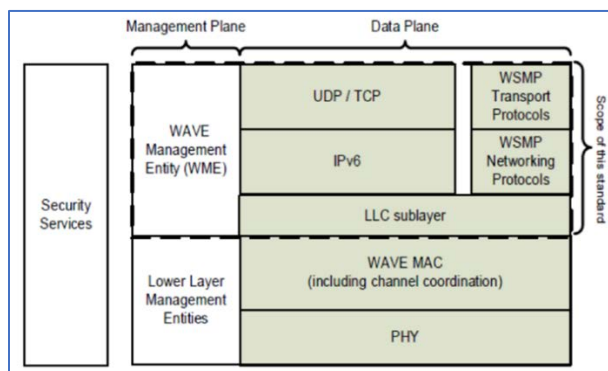 Management Plane
Data Plane
Security
Services
WAVE
Management
Entity (WME)
UDP / TCP
WSMP
Transport
Protocols
IPv6
WSMP
Networking
Protocols
LLC sublayer
Scope of this standard
Lower Layer
Management
Entities
WAVE MAC
(including channel coordination)
PHY